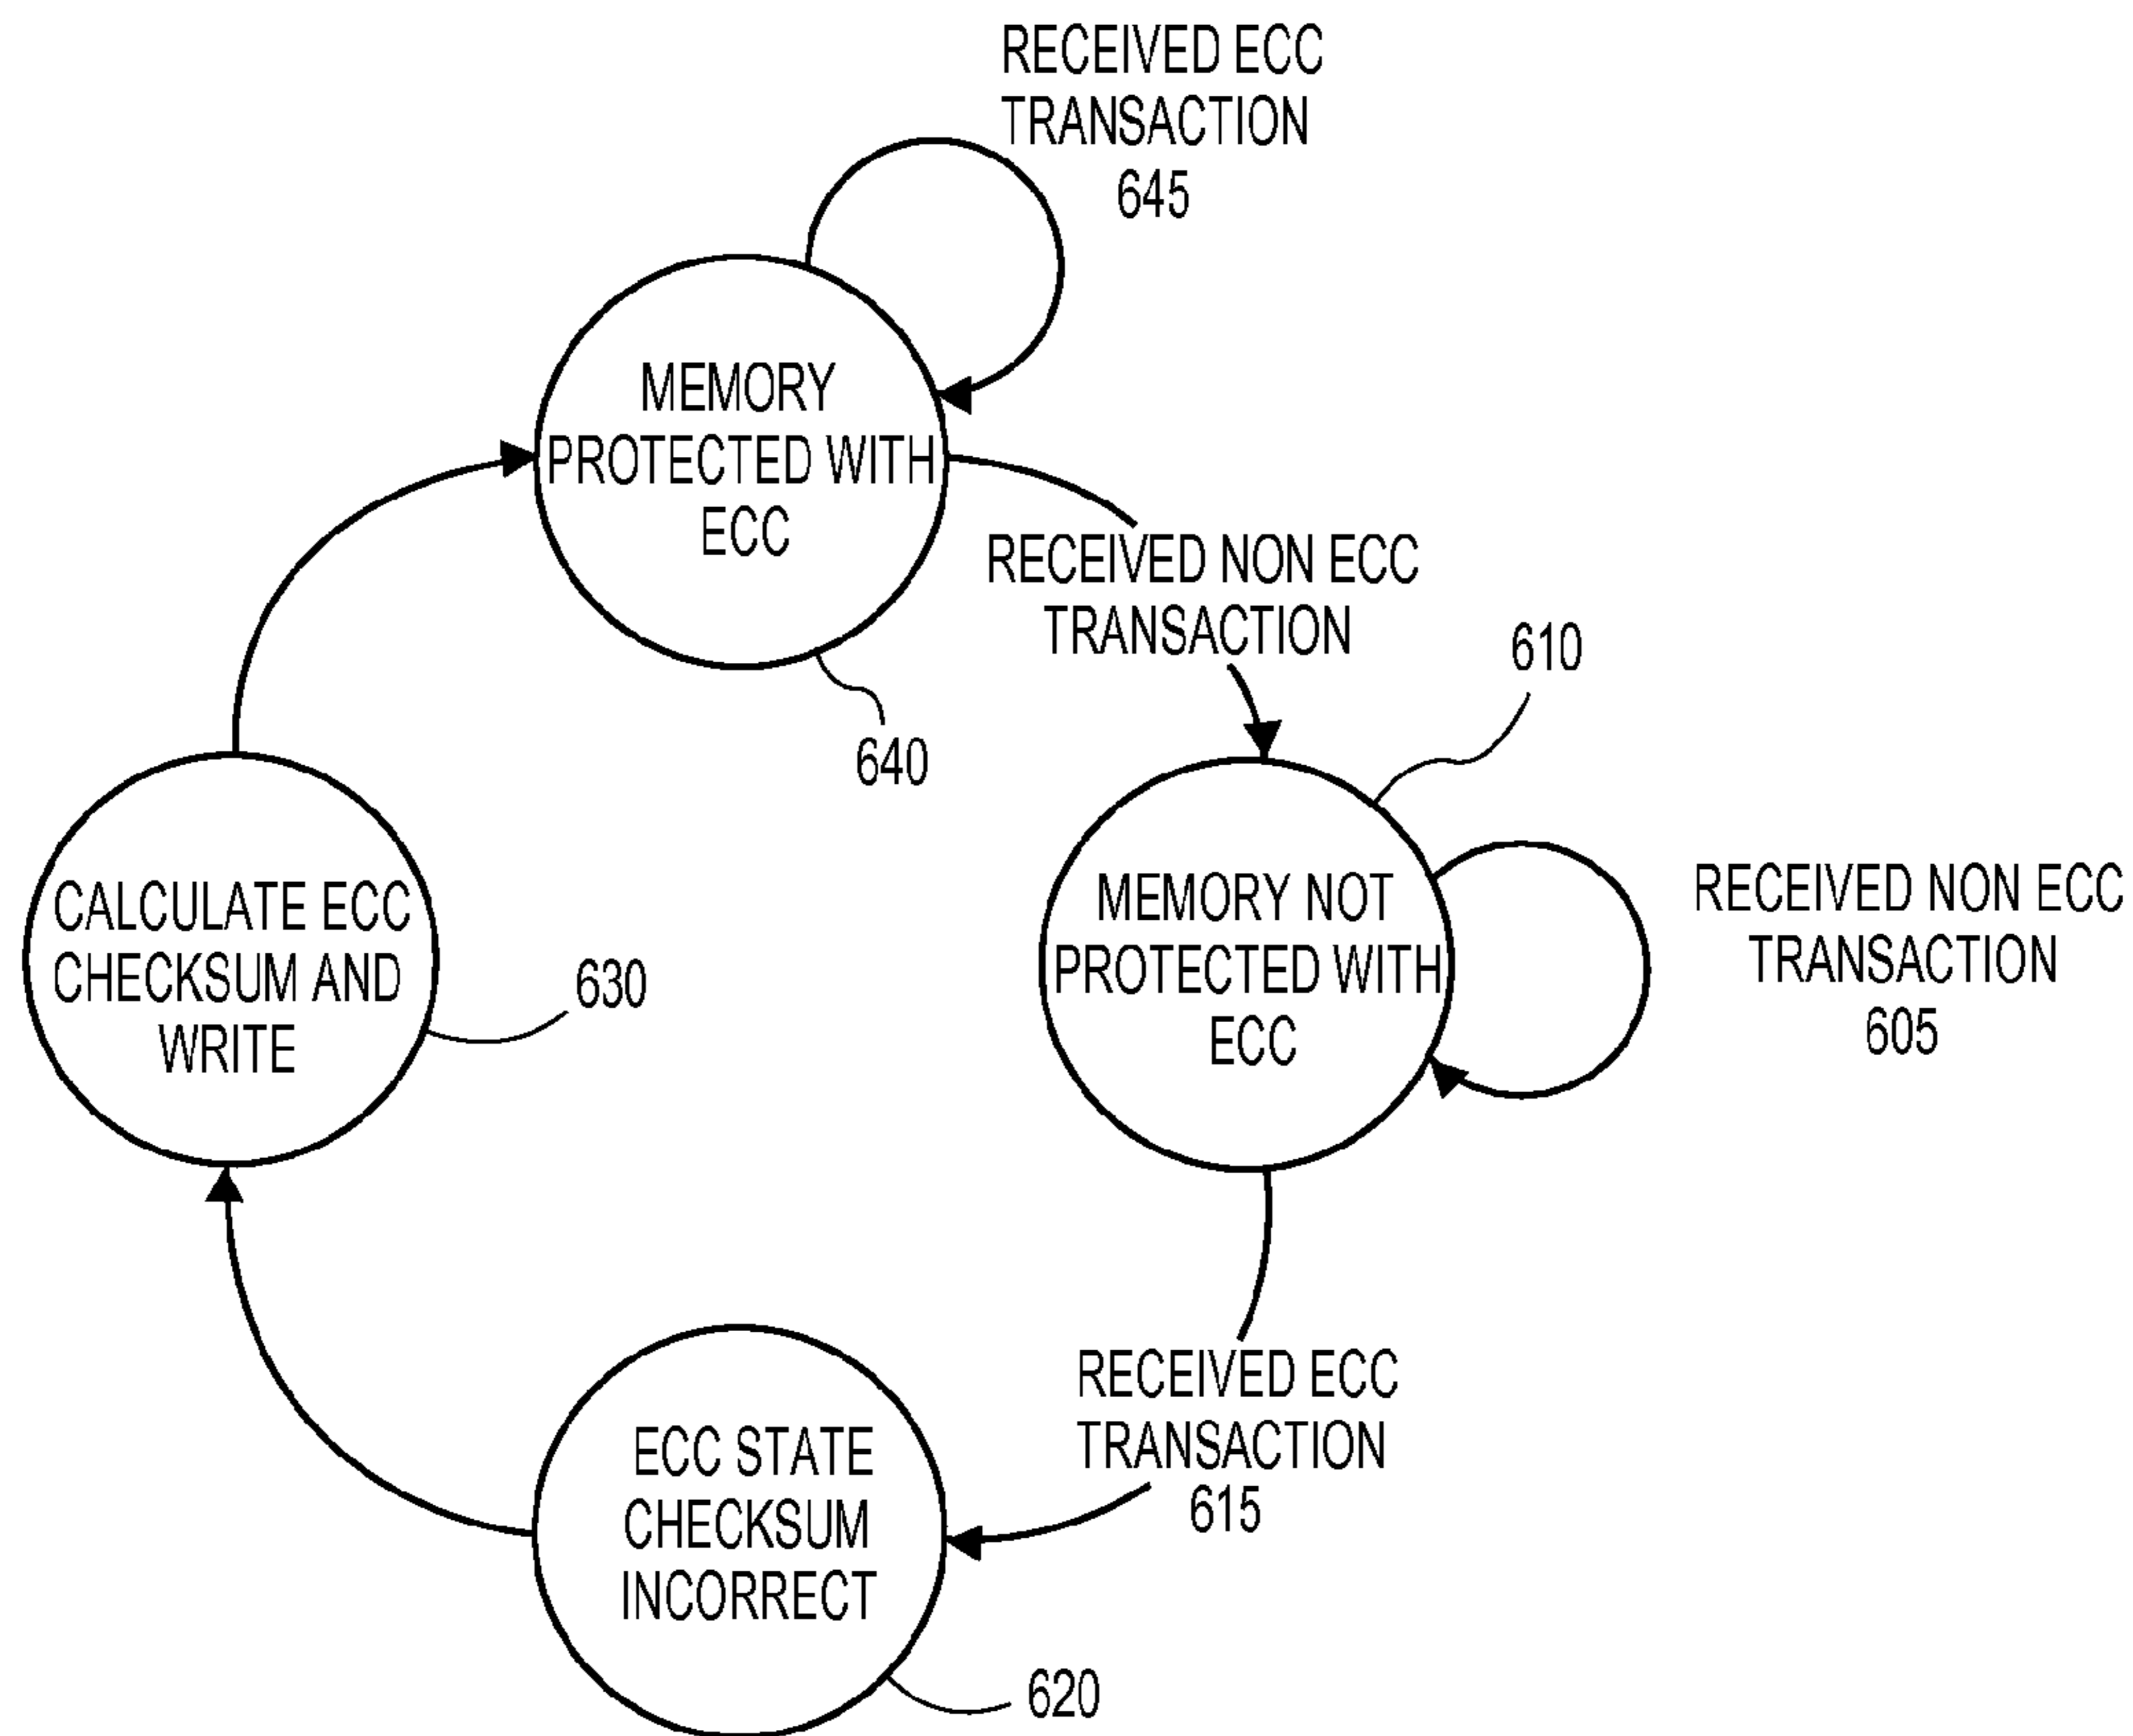 RECEIVED ECC
TRANSACTION
645
MEMORY
PROTECTED WITH
ECC
640
RECEIVED NON ECC
TRANSACTION
610
MEMORY NOT
PROTECTED WITH
ECC
RECEIVED NON ECC
TRANSACTION
605
CALCULATE ECC
CHECKSUM AND
WRITE
630
RECEIVED ECC
TRANSACTION
615
ECC STATE
CHECKSUM
INCORRECT
620